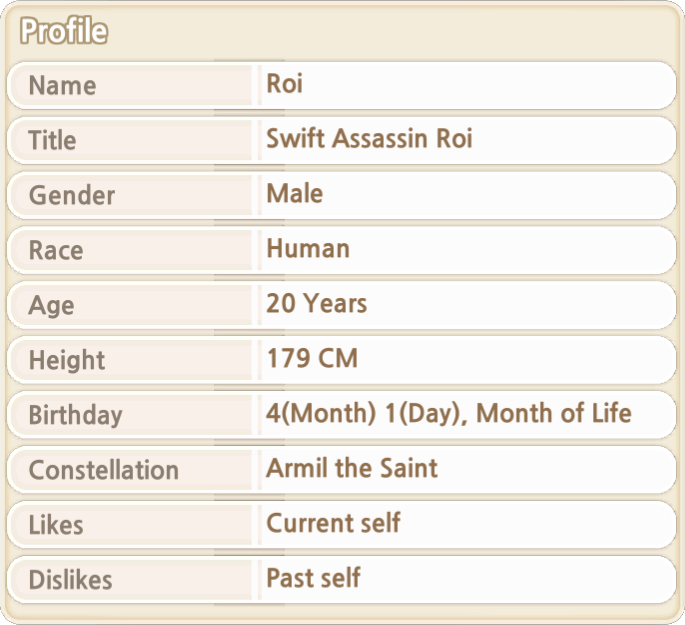 Profile
Name Roi
Title Swift Assassin Roi
Gender Male
Race Human
Age 20 Years
Height 179 CM
Birthday 4(Month) 1(Day), Month of Life
Constellation Armil the Saint
Likes Current self
Dislikes Past self